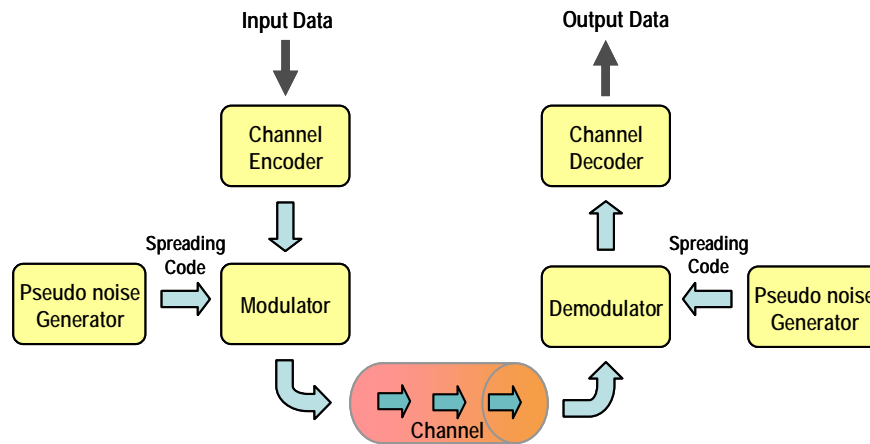 Input Data
Output Data
Channel
Encoder
Channel
Decoder
Spreading
Code
Spreading
Code
Pseudo noise
Generator
Modulator
Demodulator
Pseudo noise
Generator
Channel